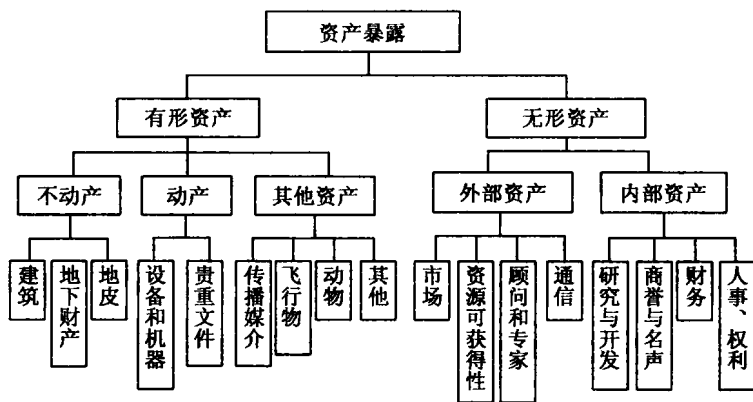 资产暴露
有形资产
无形资产
不动产
动产
其他资产
外部资产
内部资产
建筑
地下财产
地皮
设备和机器
贵重文件
传播媒介
飞行物
动物
其他
市场
资源可获得性
顾问和专家
通信
研究与开发
商誉与名声
财务
人事、权利